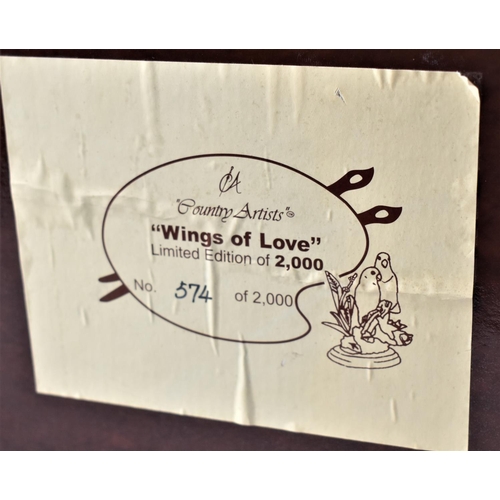 CA
"Country Artists"
"Wings of Love"
Limited Edition of 2,000
No. 574 of 2,000